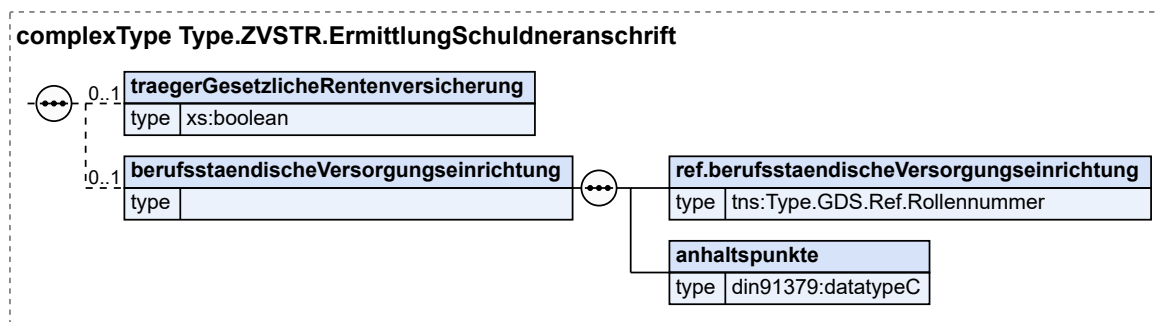 complexType Type.ZVSTR.ErmittlungSchuldneranschrift
0..1 traegerGesetzlicheRentenversicherung
type xs:boolean
0..1 berufsstaendischeVersorgungseinrichtung
type
ref.berufsstaendischeVersorgungseinrichtung
type tns:Type.GDS.Ref.Rollennummer
anhaltspunkte
type din91379:datatypeC